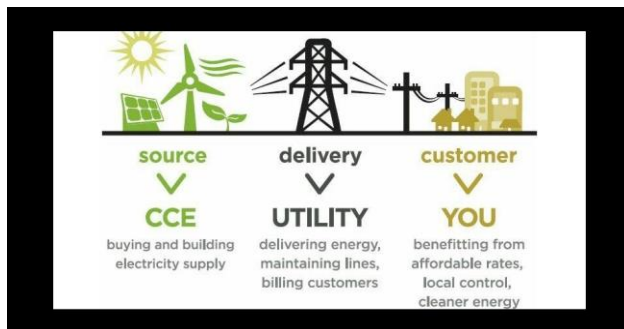 source
delivery
customer
CCE
UTILITY
YOU
buying and building
electricity supply
delivering energy,
maintaining lines,
billing customers
benefitting from
affordable rates,
local control,
cleaner energy